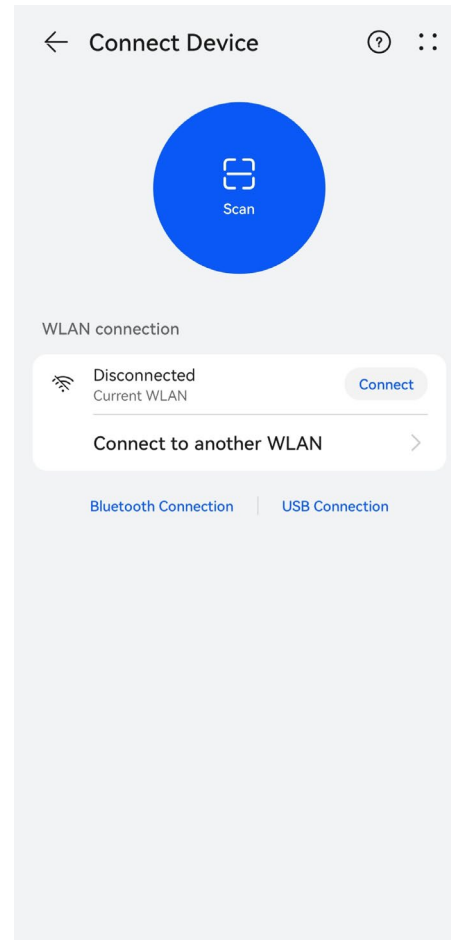 Connect Device
Scan
WLAN connection
Disconnected
Current WLAN
Connect
Connect to another WLAN
Bluetooth Connection
USB Connection